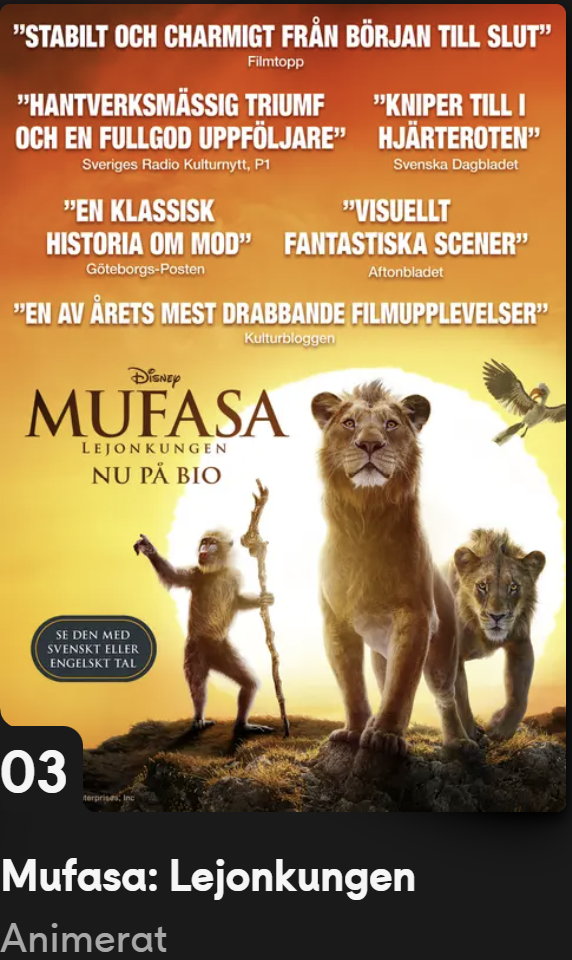 ”STABILT OCH CHARMIGT FRÅN BÖRJAN TILL SLUT”
Filmtopp
”HANTVERKSMÄSSIG TRIUMF
OCH EN FULLGOD UPPFÖLJARE”
Sveriges Radio Kulturnytt, P1
”KNIPER TILL I
HJÄRTEROTEN”
Svenska Dagbladet
”EN KLASSISK
HISTORIA OM MOD”
Göteborgs-Posten
”VISUELLT
FANTASTISKA SCENER”
Aftonbladet
”EN AV ÅRETS MEST DRABBANDE FILMUPPLEVELSER”
Kulturbloggen
Disney
MUFASA
LEJONKUNGEN
NU PÅ BIO
SE DEN MED
SVENSKT ELLER
ENGELSKT TAL
03
Inc
Mufasa: Lejonkungen
Animerat